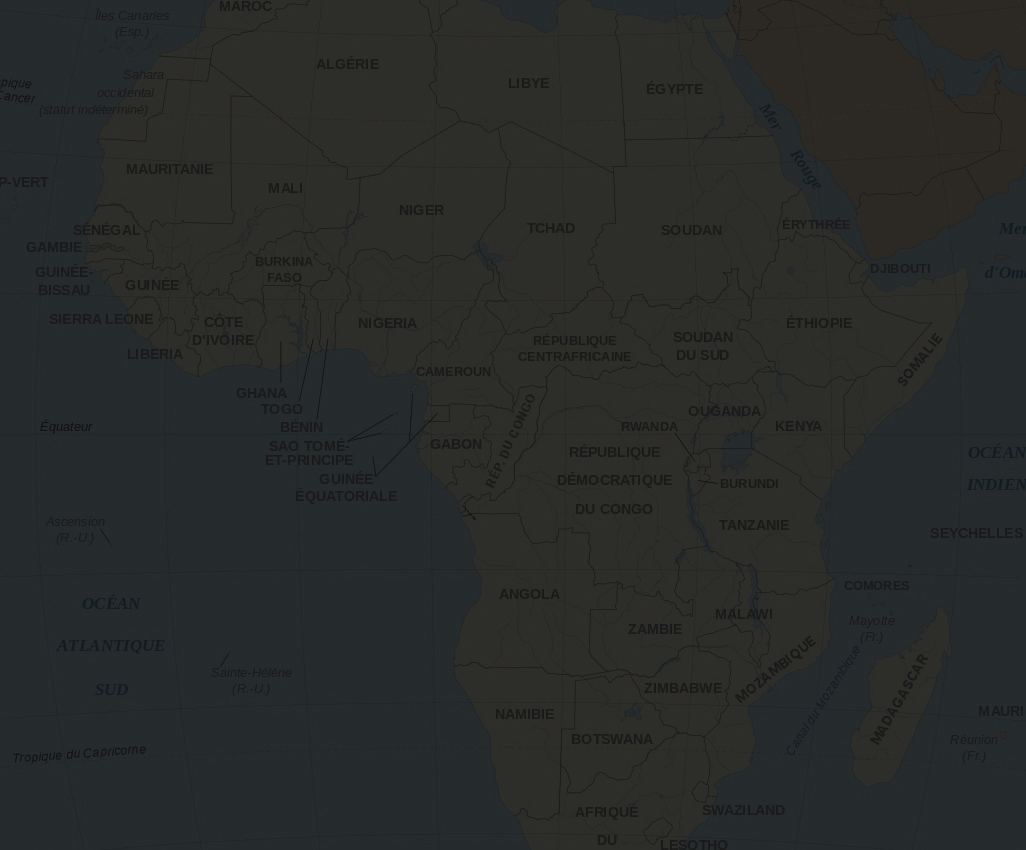 MAROC
Îles Canaries
(Esp.)
ALGÉRIE
LIBYE
ÉGYPTE
Sahara
occidental
(statut indéterminé)
pique
Cancer
Mer Rouge
MAURITANIE
P-VERT
MALI
NIGER
TCHAD
SOUDAN
ÉRYTHRÉE
Mer
d'Om
SÉNÉGAL
GAMBIE
GUINÉE-
BISSAU
GUINÉE
BURKINA
FASO
DJIBOUTI
SIERRA LEONE
CÔTE
D'IVOIRE
NIGERIA
ÉTHIOPIE
LIBERIA
RÉPUBLIQUE
CENTRAFRICAINE
SOUDAN
DU SUD
SOMALIE
CAMEROUN
GHANA
TOGO
BÉNIN
Équateur
SAO TOMÉ-
ET-PRINCIPE
GABON
RÉP. DU CONGO
OUGANDA
RWANDA
KENYA
GUINÉE
ÉQUATORIALE
RÉPUBLIQUE
DÉMOCRATIQUE
DU CONGO
BURUNDI
OCÉAN
INDIEN
TANZANIE
SEYCHELLES
Ascension
(R.-U.)
OCÉAN
ATLANTIQUE
SUD
ANGOLA
COMORES
ZAMBIE
MALAWI
Mayotte
(Fr.)
Sainte-Hélène
(R.-U.)
MOZAMBIQUE
Canal du Mozambique
MADAGASCAR
ZIMBABWE
NAMIBIE
BOTSWANA
MAURI
Réunion
(Fr.)
Tropique du Capricorne
AFRIQUE
DU
SWAZILAND
LESOTHO